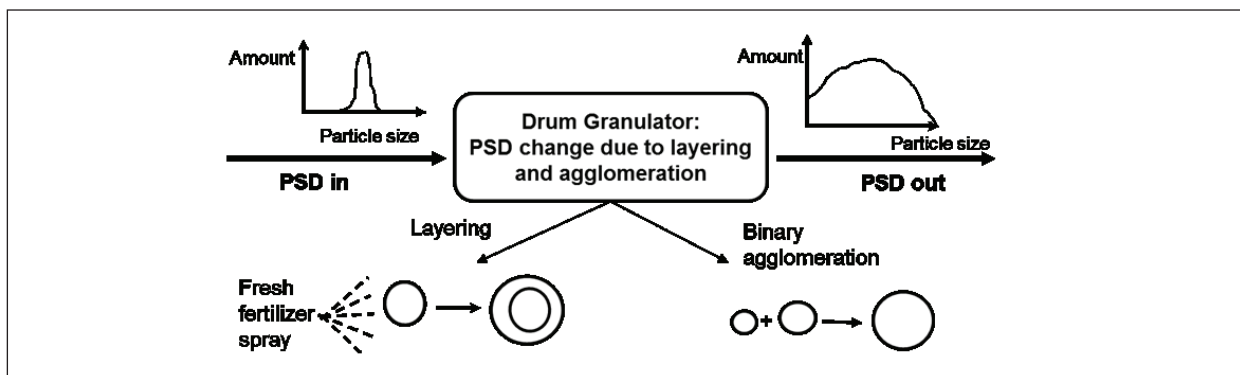 Amount
Particle size
PSD in
Drum Granulator:
PSD change due to layering
and agglomeration
Amount
Particle size
PSD out
Layering
Fresh
fertilizer
spray
Binary
agglomeration
+